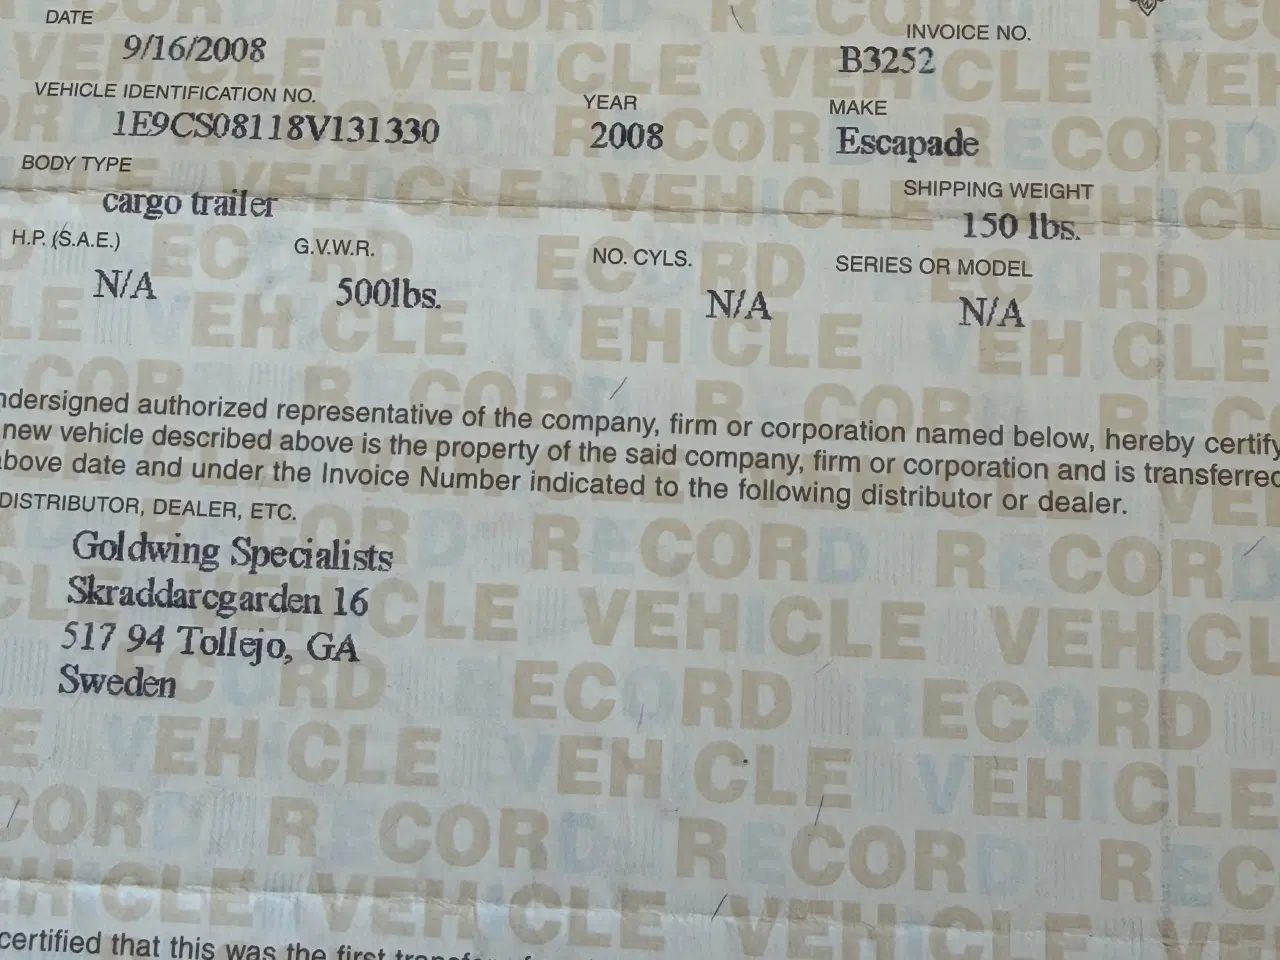 DATE
9/16/2008
INVOICE NO.
B3252
VEHICLE IDENTIFICATION NO.
1E9CS08118V131330
YEAR
2008
MAKE
Escapade
BODY TYPE
cargo trailer
SHIPPING WEIGHT
150 lbs.
H.P. (S.A.E.)
N/A
G.V.W.R.
500lbs.
NO. CYLS.
N/A
SERIES OR MODEL
N/A
ndersigned authorized representative of the company, firm or corporation named below, hereby certify
new vehicle described above is the property of the said company, firm or corporation and is transferred
above date and under the Invoice Number indicated to the following distributor or dealer.
DISTRIBUTOR, DEALER, ETC.
Goldwing Specialists
Skraddarcgarden 16
517 94 Tollejo, GA
Sweden
certified that this was the first